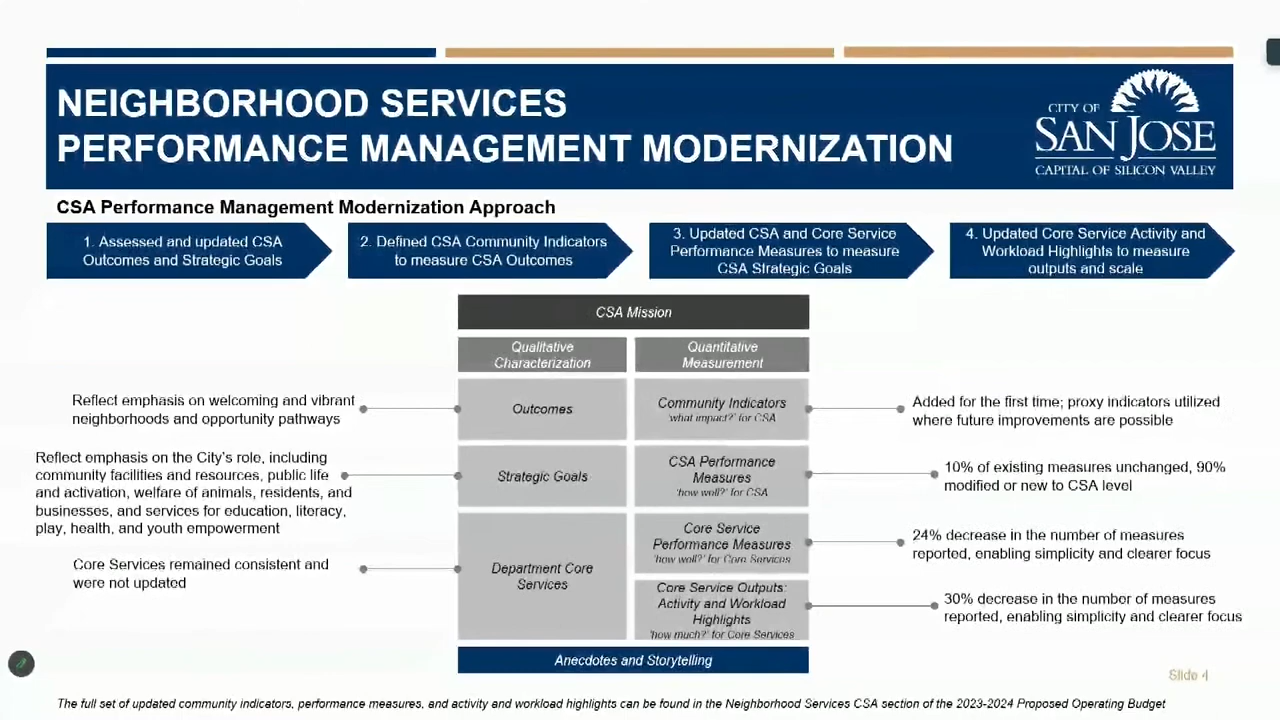 NEIGHBORHOOD SERVICES
PERFORMANCE MANAGEMENT MODERNIZATION
CITY OF
SAN JOSE
CAPITAL OF SILICON VALLEY
CSA Performance Management Modernization Approach
1. Assessed and updated CSA
Outcomes and Strategic Goals
2. Defined CSA Community Indicators
to measure CSA Outcomes
3. Updated CSA and Core Service
Performance Measures to measure
CSA Strategic Goals
4. Updated Core Service Activity and
Workload Highlights to measure
outputs and scale
CSA Mission
Qualitative
Characterization
Quantitative
Measurement
Reflect emphasis on welcoming and vibrant
neighborhoods and opportunity pathways
Outcomes
Community Indicators
'what impact?' for CSA
Added for the first time; proxy indicators utilized
where future improvements are possible
Reflect emphasis on the City's role, including
community facilities and resources, public life
and activation, welfare of animals, residents, and
businesses, and services for education, literacy,
play, health, and youth empowerment
Strategic Goals
CSA Performance
Measures
'how well?' for CSA
10% of existing measures unchanged, 90%
modified or new to CSA level
Core Services remained consistent and
were not updated
Department Core
Services
Core Service
Performance Measures
'how well?' for Core Services
24% decrease in the number of measures
reported, enabling simplicity and clearer focus
Core Service Outputs:
Activity and Workload
Highlights
'how much?' for Core Services
30% decrease in the number of measures
reported, enabling simplicity and clearer focus
Anecdotes and Storytelling
Slide 4
The full set of updated community indicators, performance measures, and activity and workload highlights can be found in the Neighborhood Services CSA section of the 2023-2024 Proposed Operating Budget